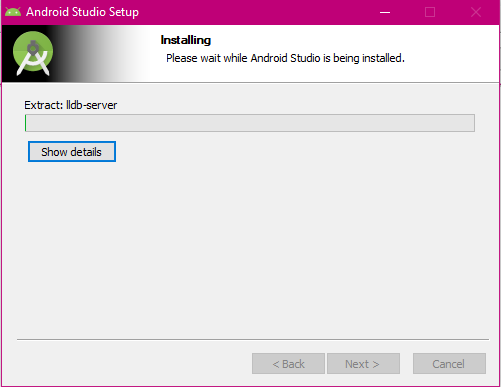 Android Studio Setup
Installing
Please wait while Android Studio is being installed.
Extract: lldb-server
Show details
< Back
Next >
Cancel